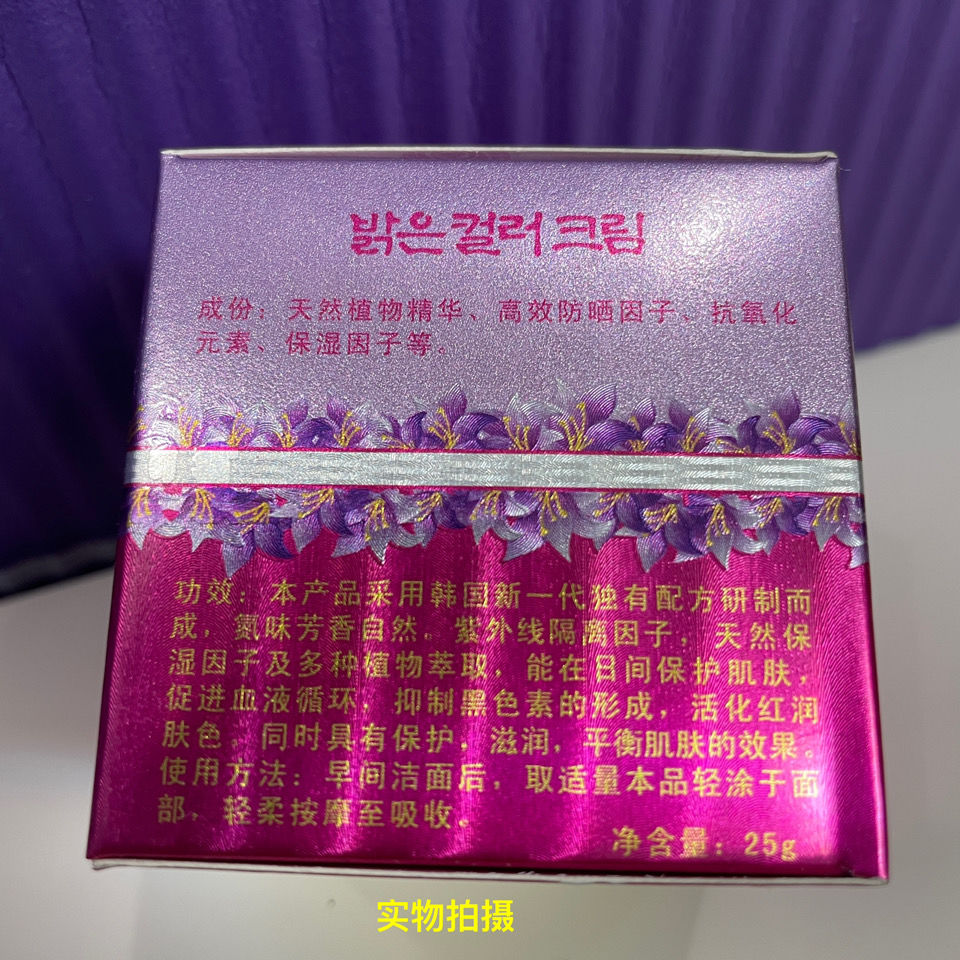 밝은걸러크림
成份：天然植物精华、高效防晒因子、抗氧化
元素、保湿因子等。
功效：本产品采用韩国新一代独有配方研制而
成，氮味芳香自然。紫外线隔离因子，天然保
湿因子及多种植物萃取，能在日间保护肌肤，
促进血液循环，抑制黑色素的形成，活化红润
肤色。同时具有保护，滋润，平衡肌肤的效果。
使用方法：早间洁面后，取适量本品轻涂于面
部，轻柔按摩至吸收。
净含量：25g
实物拍摄